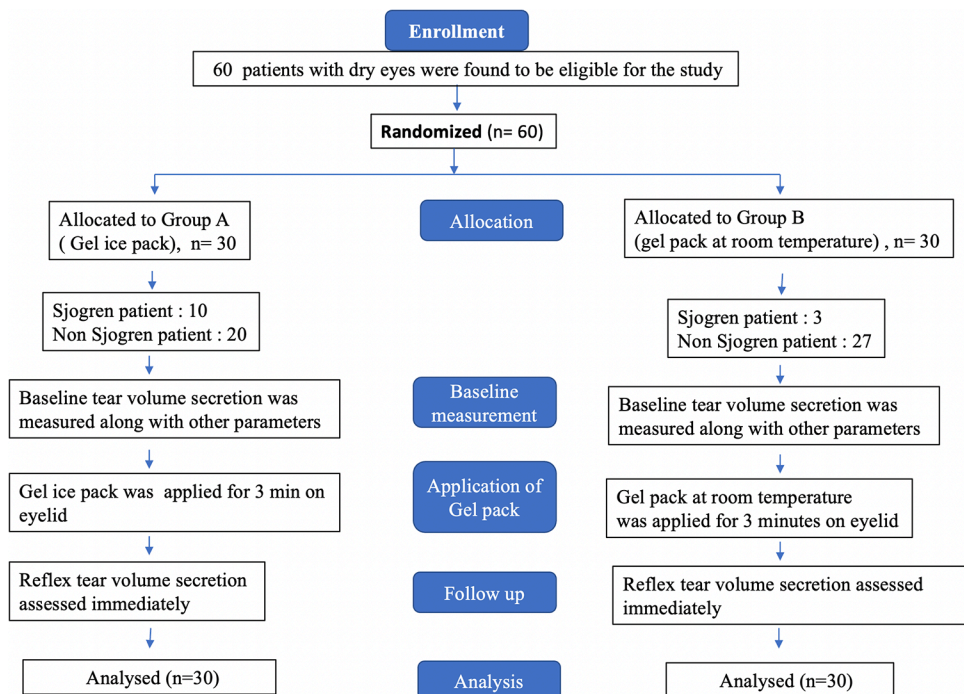 Enrollment
60 patients with dry eyes were found to be eligible for the study
Randomized (n= 60)
Allocated to Group A
( Gel ice pack), n= 30
Allocation
Allocated to Group B
(gel pack at room temperature) , n= 30
Sjogren patient : 10
Non Sjogren patient : 20
Sjogren patient : 3
Non Sjogren patient : 27
Baseline tear volume secretion was
measured along with other parameters
Baseline
measurement
Baseline tear volume secretion was
measured along with other parameters
Gel ice pack was applied for 3 min on
eyelid
Application of
Gel pack
Gel pack at room temperature
was applied for 3 minutes on eyelid
Reflex tear volume secretion
assessed immediately
Follow up
Reflex tear volume secretion assessed
immediately
Analysed (n=30)
Analysis
Analysed (n=30)